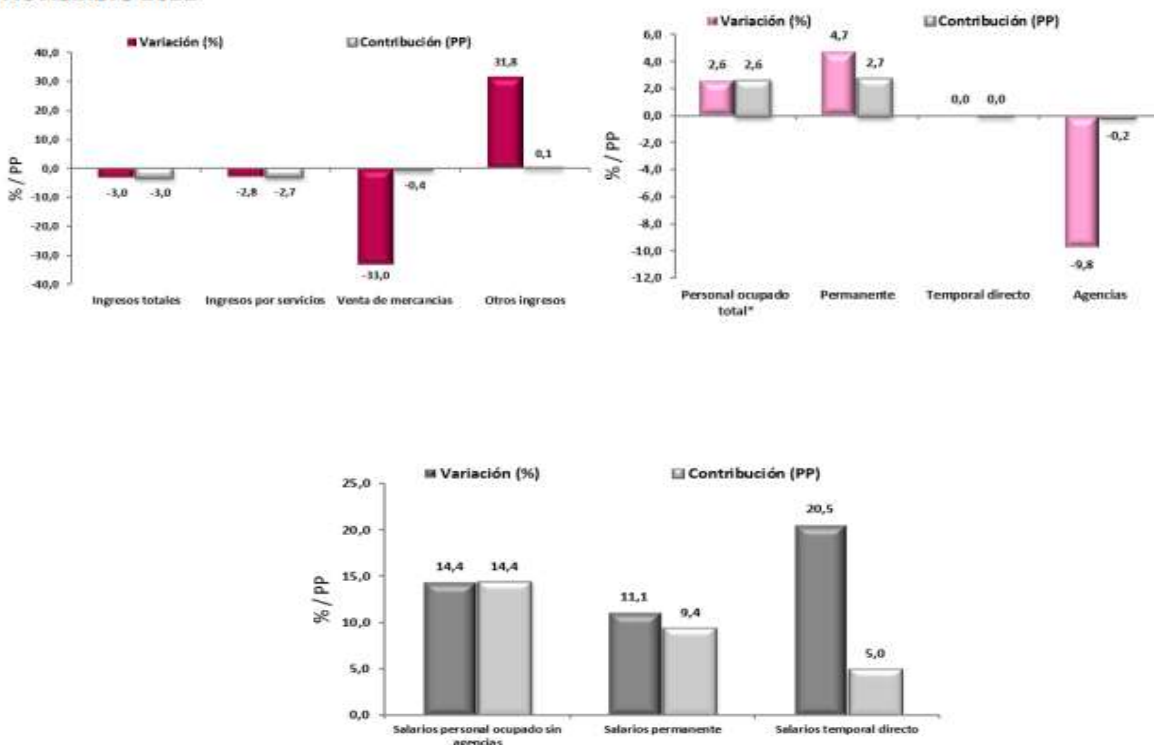 Variación (%) Contribución (PP)
% / PP
40,0
30,0
20,0
10,0
0,0
-10,0
-20,0
-30,0
-40,0
-3,0 -3,0 -2,8 -2,7 -33,0 -0,4 31,8 0,1
Ingresos totales Ingresos por servicios Venta de mercancias Otros ingresos
Variación (%) Contribución (PP)
% / PP
6,0
4,0
2,0
0,0
-2,0
-4,0
-6,0
-8,0
-10,0
-12,0
2,6 2,6 4,7 2,7 0,0 0,0 -9,8 -0,2
Personal ocupado Permanente Temporal directo Agencias
total*
Variación (%) Contribución (PP)
% / PP
25,0
20,0
15,0
10,0
5,0
0,0
14,4 14,4 11,1 9,4 20,5 5,0
Salarios personal ocupado sin Salarios permanente Salarios temporal directo
agencias